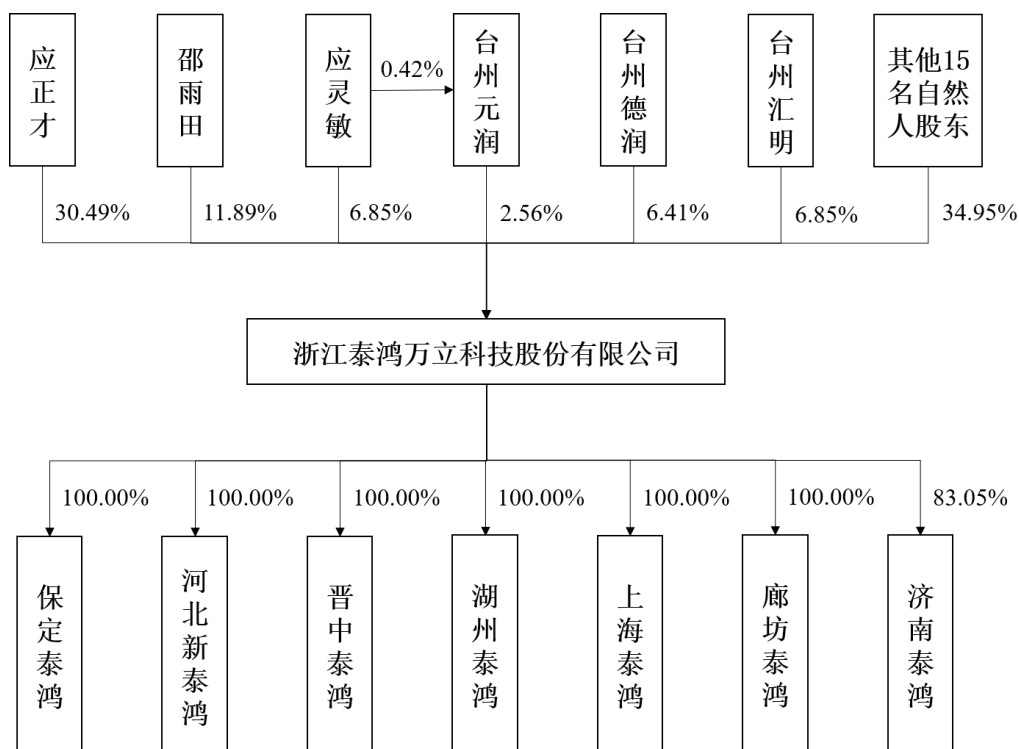 应正才
邵雨田
应灵敏
0.42%
台州元润
台州德润
台州汇明
其他15
名自然
人股东
30.49%
11.89%
6.85%
2.56%
6.41%
6.85%
34.95%
浙江泰鸿万立科技股份有限公司
100.00%
100.00%
100.00%
100.00%
100.00%
100.00%
83.05%
保定泰鸿
河北新泰鸿
晋中泰鸿
湖州泰鸿
上海泰鸿
廊坊泰鸿
济南泰鸿